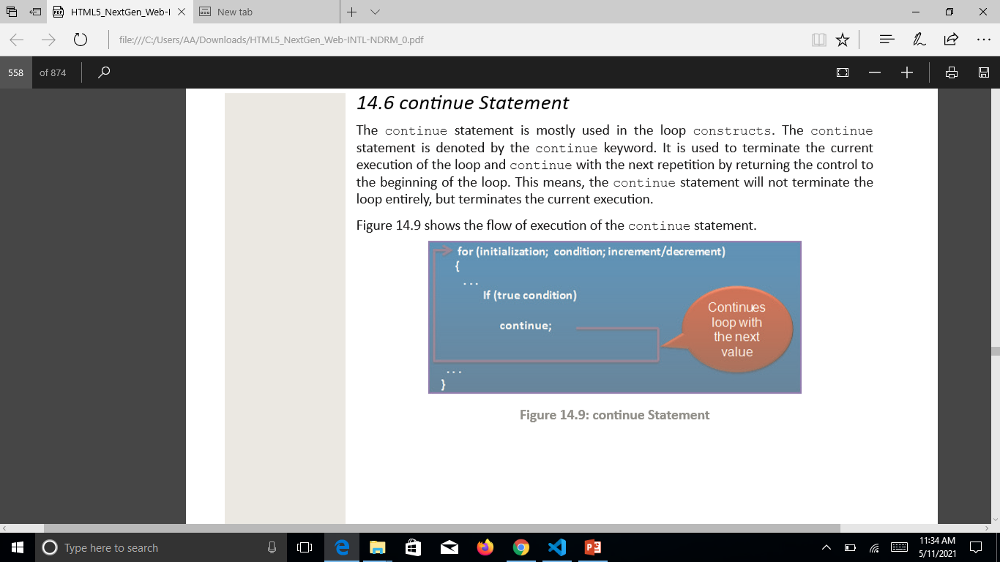 HTML5_NextGen_Web-I
New tab
file:///C:/Users/AA/Downloads/HTML5_NextGen_Web-INTL-NDRM_0.pdf
558 of 874
14.6 continue Statement
The continue statement is mostly used in the loop constructs. The continue
statement is denoted by the continue keyword. It is used to terminate the current
execution of the loop and continue with the next repetition by returning the control to
the beginning of the loop. This means, the continue statement will not terminate the
loop entirely, but terminates the current execution.
Figure 14.9 shows the flow of execution of the continue statement.
for (initialization; condition; increment/decrement)
{
...
If (true condition)
continue;
...
}
Continues
loop with
the next
value
Figure 14.9: continue Statement
Type here to search
11:34 AM
5/11/2021